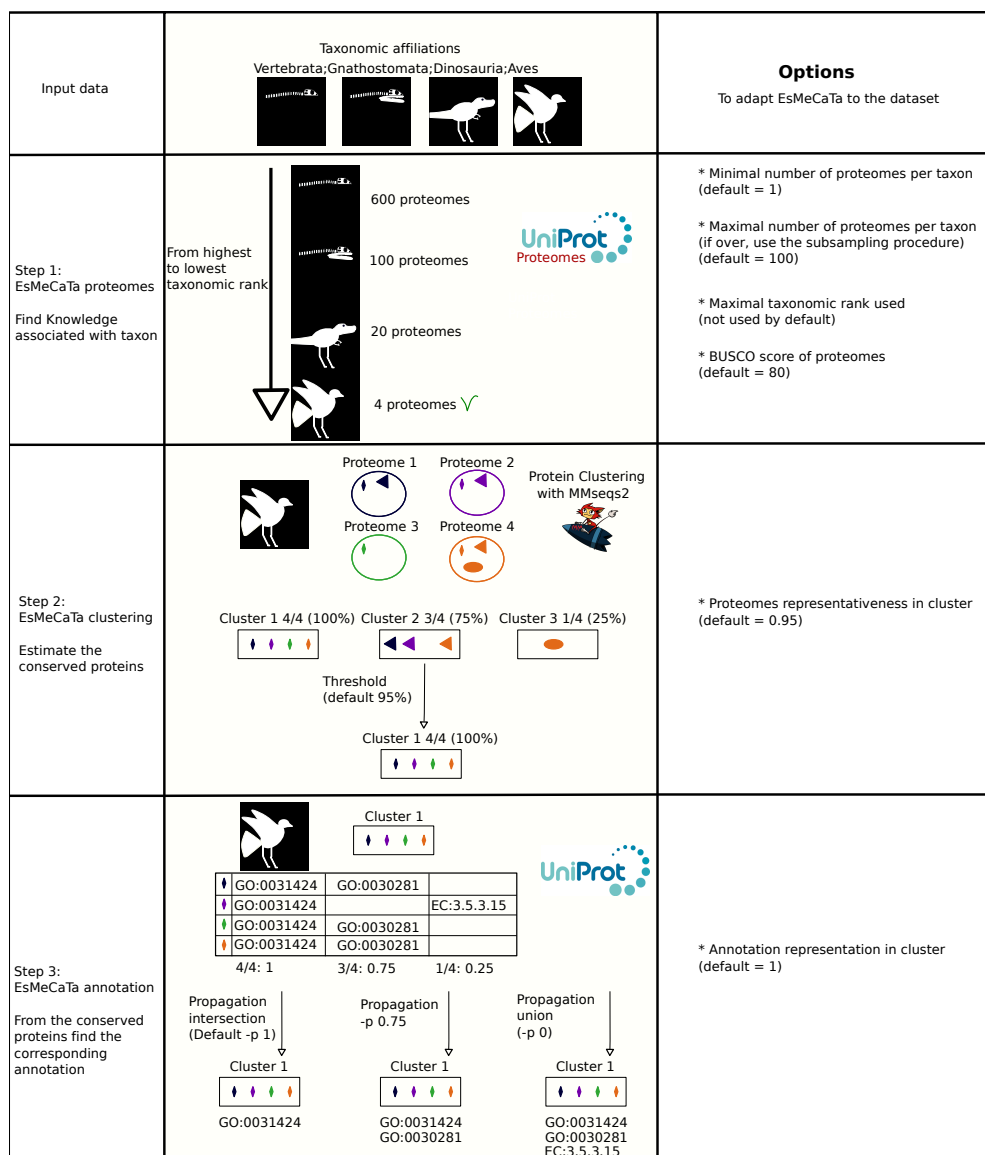 Input data
Taxonomic affiliations
Vertebrata;Gnathostomata;Dinosauria;Aves
Options
To adapt EsMeCaTa to the dataset
Step 1:
EsMeCaTa proteomes
Find Knowledge
associated with taxon
From highest
to lowest
taxonomic rank
600 proteomes
100 proteomes
20 proteomes
4 proteomes
UniProt
Proteomes
* Minimal number of proteomes per taxon
(default = 1)
* Maximal number of proteomes per taxon
(if over, use the subsampling procedure)
(default = 100)
* Maximal taxonomic rank used
(not used by default)
* BUSCO score of proteomes
(default = 80)
Step 2:
EsMeCaTa clustering
Estimate the
conserved proteins
Proteome 1
Proteome 2
Proteome 3
Proteome 4
Protein Clustering
with MMseqs2
Cluster 1 4/4 (100%)
Cluster 2 3/4 (75%)
Cluster 3 1/4 (25%)
Threshold
(default 95%)
Cluster 1 4/4 (100%)
* Proteomes representativeness in cluster
(default = 0.95)
Step 3:
EsMeCaTa annotation
From the conserved
proteins find the
corresponding
annotation
Cluster 1
UniProt
GO:0031424 GO:0030281
GO:0031424 EC:3.5.3.15
GO:0031424 GO:0030281
GO:0031424 GO:0030281
4/4: 1 3/4: 0.75 1/4: 0.25
Propagation
intersection
(Default -p 1)
Propagation
-p 0.75
Propagation
union
(-p 0)
Cluster 1
GO:0031424
Cluster 1
GO:0031424
GO:0030281
Cluster 1
GO:0031424
GO:0030281
EC:3.5.3.15
* Annotation representation in cluster
(default = 1)